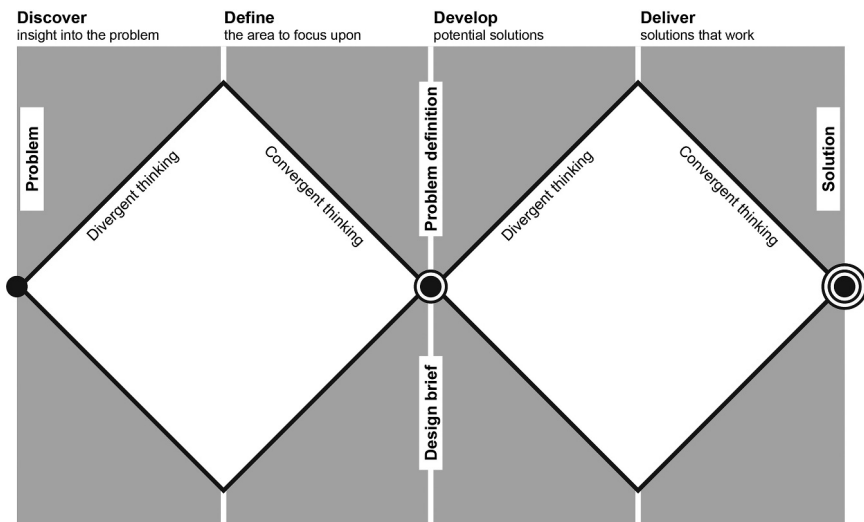 Discover
insight into the problem
Define
the area to focus upon
Develop
potential solutions
Deliver
solutions that work
Problem
Divergent thinking
Convergent thinking
Problem definition
Divergent thinking
Convergent thinking
Solution
Design brief